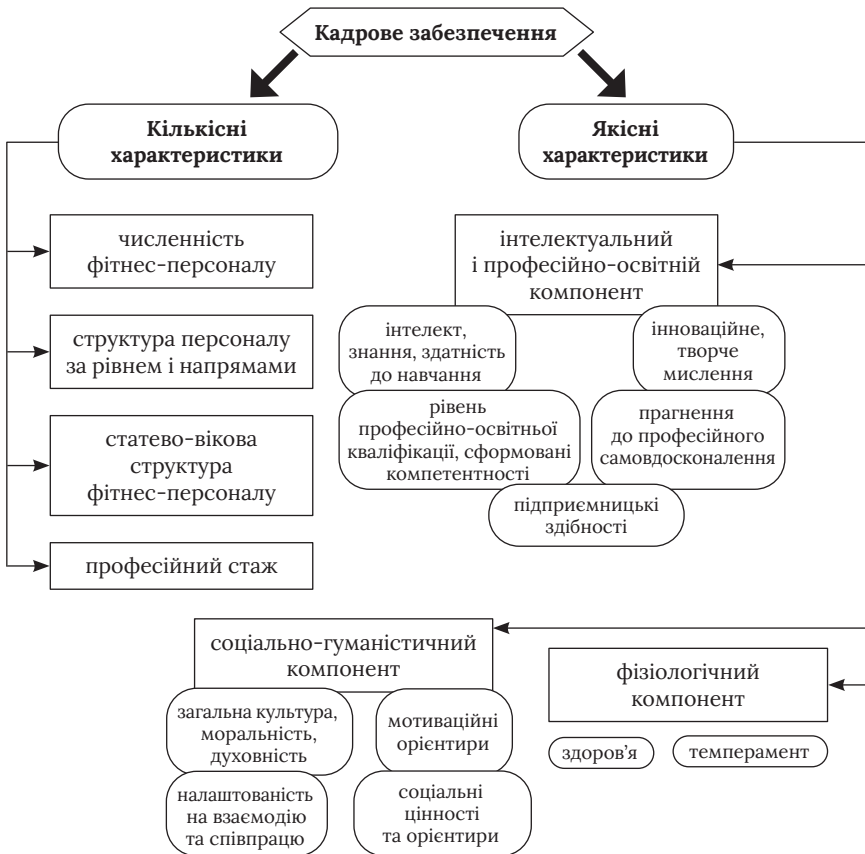 Кадрове забезпечення
Кількісні
характеристики
Якісні
характеристики
численність
фітнес-персоналу
структура персоналу
за рівнем і напрямами
статево-вікова
структура
фітнес-персоналу
професійний стаж
інтелектуальний
і професійно-освітній
компонент
інтелект,
знання, здатність
до навчання
інноваційне,
творче
мислення
рівень
професійно-освітньої
кваліфікації, сформовані
компетентності
прагнення
до професійного
самовдосконалення
підприємницькі
здібності
соціально-гуманістичний
компонент
загальна культура,
моральність,
духовність
мотиваційні
орієнтири
налаштованість
на взаємодію
та співпрацю
соціальні
цінності
та орієнтири
фізіологічний
компонент
здоров’я
темперамент